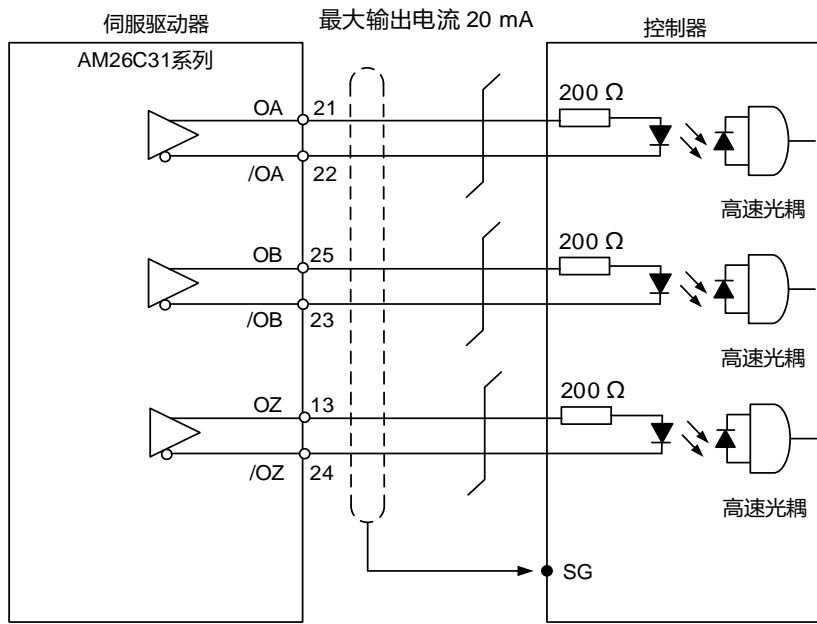 伺服驱动器
最大输出电流 20 mA
控制器
AM26C31系列
OA
21
200 Ω
/OA
22
高速光耦
OB
25
200 Ω
/OB
23
高速光耦
OZ
13
200 Ω
/OZ
24
高速光耦
SG